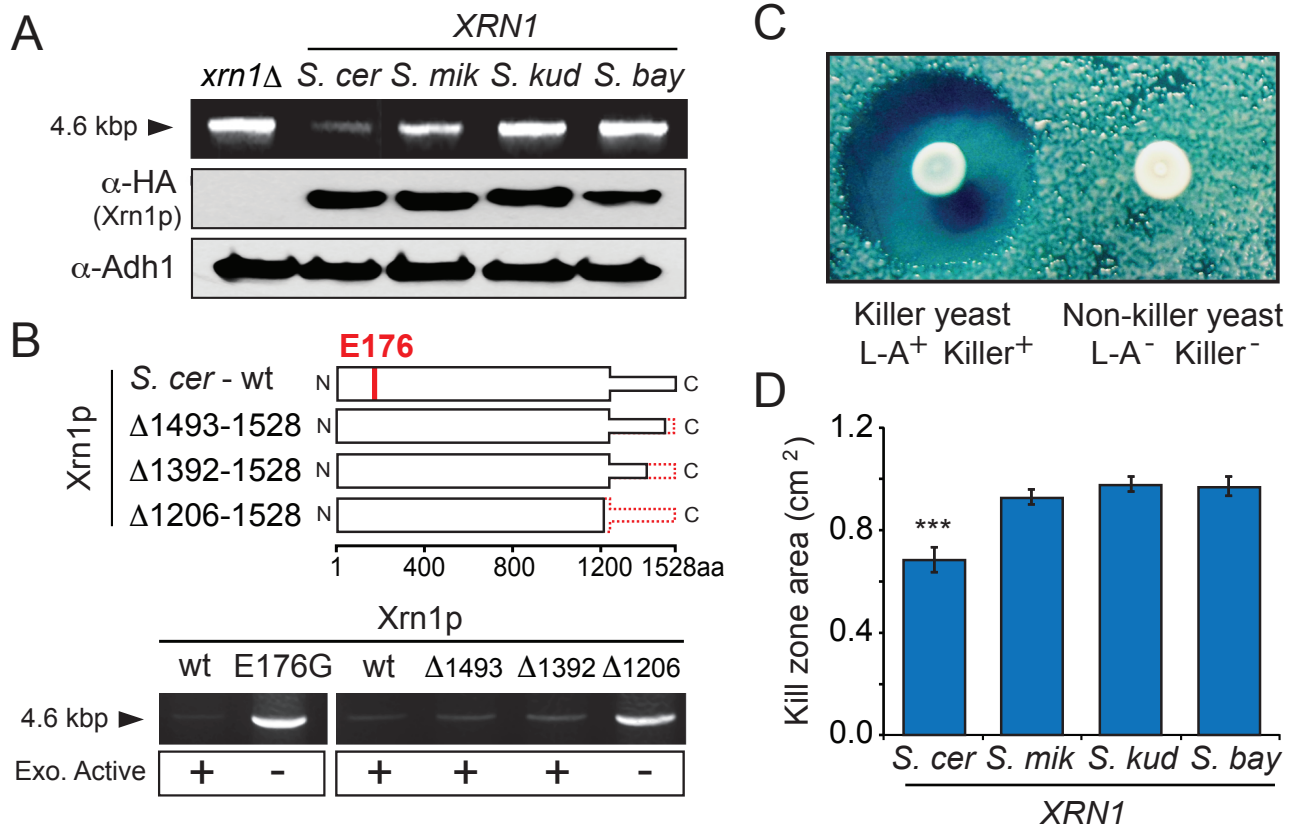 A
XRN1
xrn1Δ S. cer S. mik S. kud S. bay
4.6 kbp ►
α-HA
(Xrn1p)
α-Adh1
B
Xrn1p
E176
S. cer - wt N C
Δ1493-1528 N C
Δ1392-1528 N C
Δ1206-1528 N C
1 400 800 1200 1528aa
Xrn1p
wt E176G wt Δ1493 Δ1392 Δ1206
4.6 kbp ►
Exo. Active + - + + + -
C
Killer yeast Non-killer yeast
L-A⁺ Killer⁺ L-A⁻ Killer⁻
D
Kill zone area (cm ²)
1.2
0.8
0.4
0.0
***
S. cer S. mik S. kud S. bay
XRN1